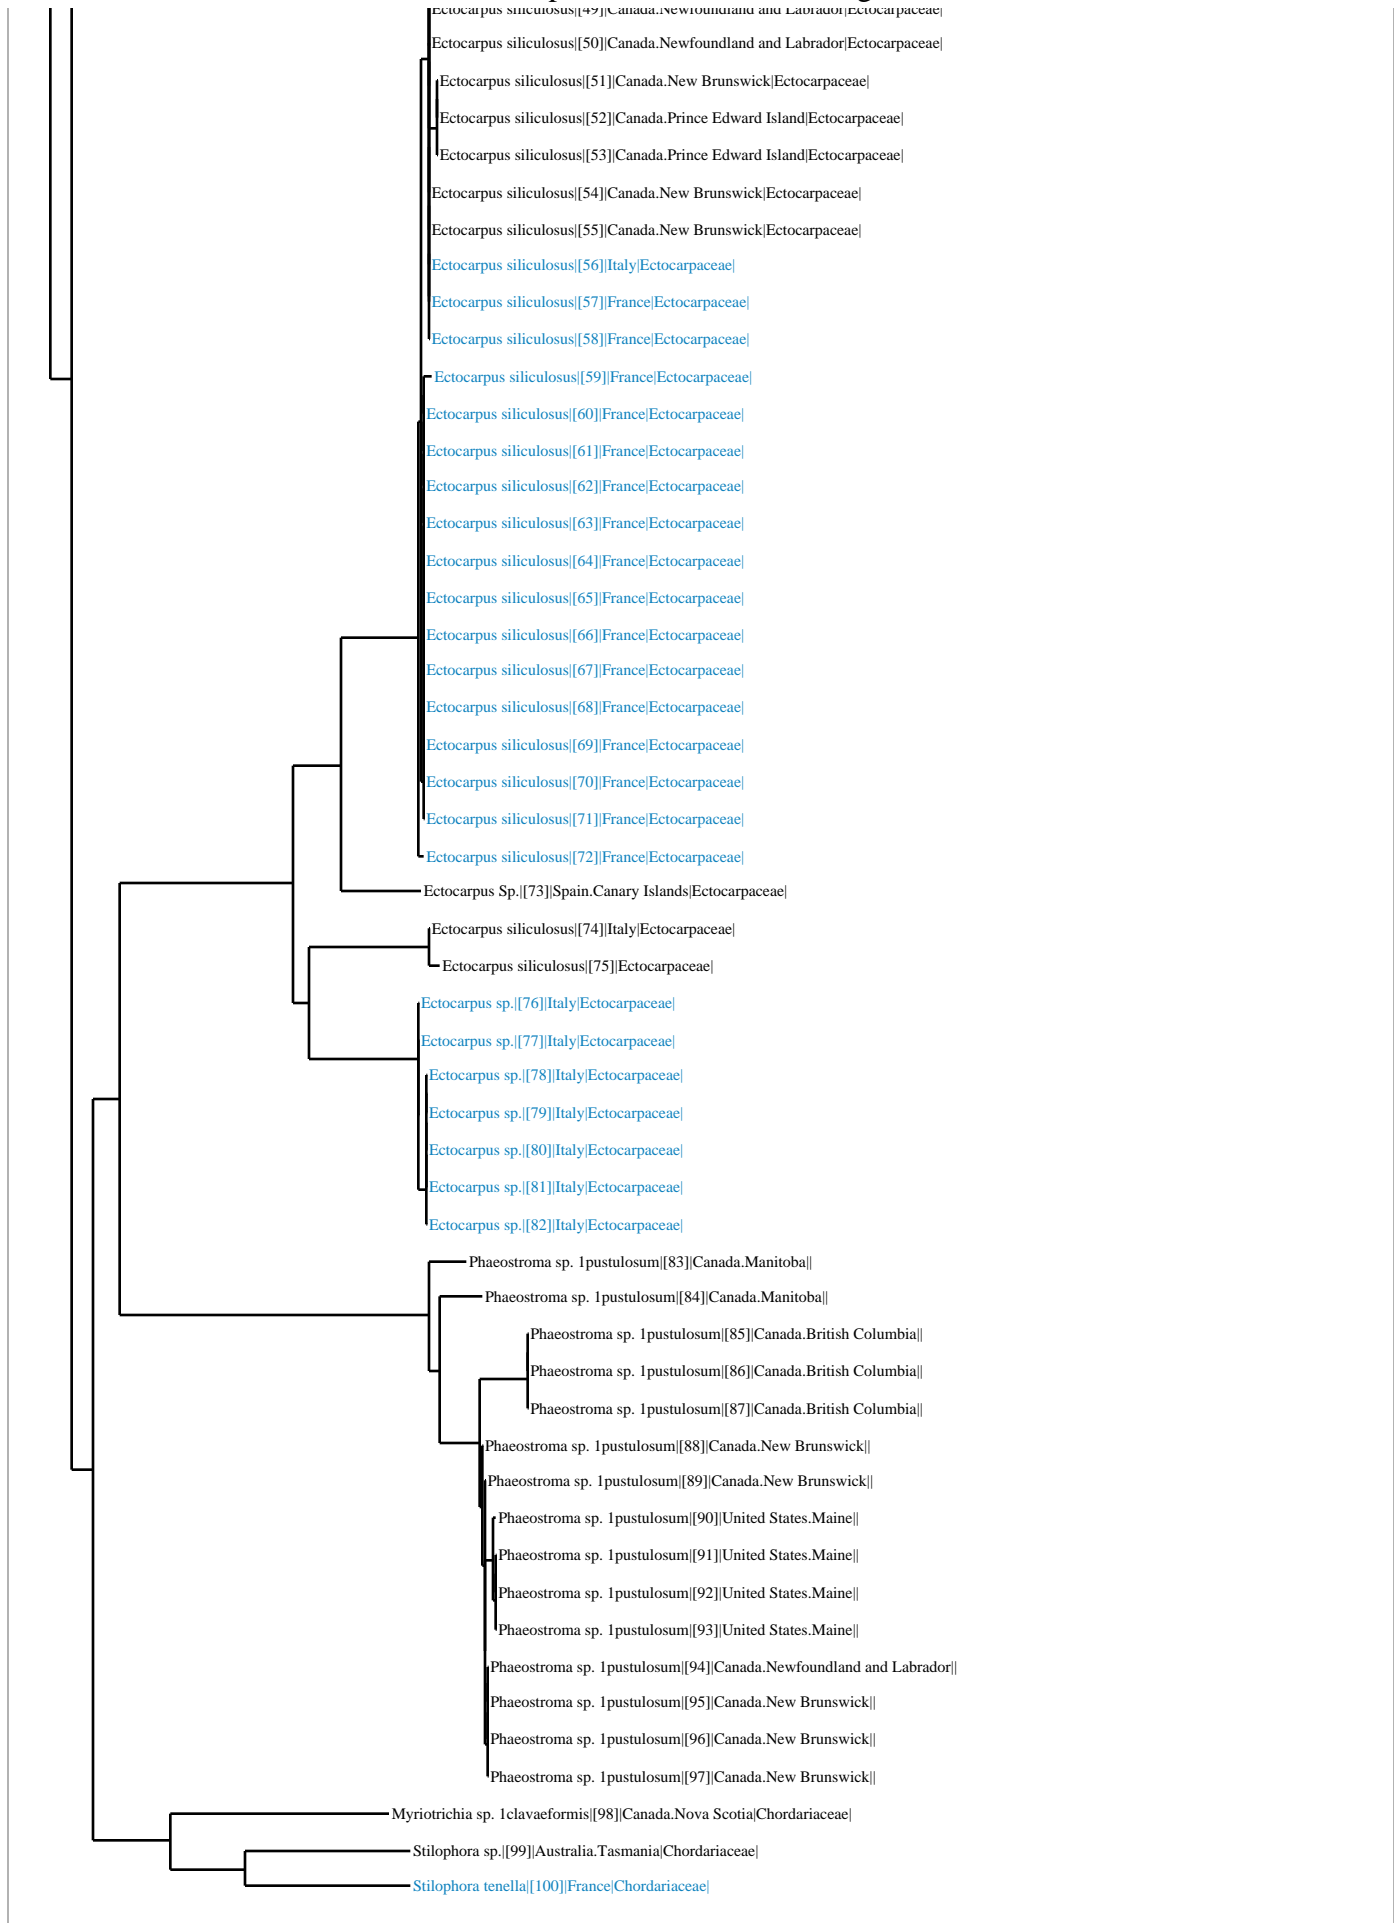 Ectocarpus siliculosus|[49]|Canada.Newfoundland and Labrador|Ectocarpaceae|
Ectocarpus siliculosus|[50]|Canada.Newfoundland and Labrador|Ectocarpaceae|
Ectocarpus siliculosus|[51]|Canada.New Brunswick|Ectocarpaceae|
Ectocarpus siliculosus|[52]|Canada.Prince Edward Island|Ectocarpaceae|
Ectocarpus siliculosus|[53]|Canada.Prince Edward Island|Ectocarpaceae|
Ectocarpus siliculosus|[54]|Canada.New Brunswick|Ectocarpaceae|
Ectocarpus siliculosus|[55]|Canada.New Brunswick|Ectocarpaceae|
Ectocarpus siliculosus|[56]|Italy|Ectocarpaceae|
Ectocarpus siliculosus|[57]|France|Ectocarpaceae|
Ectocarpus siliculosus|[58]|France|Ectocarpaceae|
Ectocarpus siliculosus|[59]|France|Ectocarpaceae|
Ectocarpus siliculosus|[60]|France|Ectocarpaceae|
Ectocarpus siliculosus|[61]|France|Ectocarpaceae|
Ectocarpus siliculosus|[62]|France|Ectocarpaceae|
Ectocarpus siliculosus|[63]|France|Ectocarpaceae|
Ectocarpus siliculosus|[64]|France|Ectocarpaceae|
Ectocarpus siliculosus|[65]|France|Ectocarpaceae|
Ectocarpus siliculosus|[66]|France|Ectocarpaceae|
Ectocarpus siliculosus|[67]|France|Ectocarpaceae|
Ectocarpus siliculosus|[68]|France|Ectocarpaceae|
Ectocarpus siliculosus|[69]|France|Ectocarpaceae|
Ectocarpus siliculosus|[70]|France|Ectocarpaceae|
Ectocarpus siliculosus|[71]|France|Ectocarpaceae|
Ectocarpus siliculosus|[72]|France|Ectocarpaceae|
Ectocarpus Sp.|[73]|Spain.Canary Islands|Ectocarpaceae|
Ectocarpus siliculosus|[74]|Italy|Ectocarpaceae|
Ectocarpus siliculosus|[75]|Ectocarpaceae|
Ectocarpus sp.|[76]|Italy|Ectocarpaceae|
Ectocarpus sp.|[77]|Italy|Ectocarpaceae|
Ectocarpus sp.|[78]|Italy|Ectocarpaceae|
Ectocarpus sp.|[79]|Italy|Ectocarpaceae|
Ectocarpus sp.|[80]|Italy|Ectocarpaceae|
Ectocarpus sp.|[81]|Italy|Ectocarpaceae|
Ectocarpus sp.|[82]|Italy|Ectocarpaceae|
Phaeostroma sp. 1pustulosum|[83]|Canada.Manitoba||
Phaeostroma sp. 1pustulosum|[84]|Canada.Manitoba||
Phaeostroma sp. 1pustulosum|[85]|Canada.British Columbia||
Phaeostroma sp. 1pustulosum|[86]|Canada.British Columbia||
Phaeostroma sp. 1pustulosum|[87]|Canada.British Columbia||
Phaeostroma sp. 1pustulosum|[88]|Canada.New Brunswick||
Phaeostroma sp. 1pustulosum|[89]|Canada.New Brunswick||
Phaeostroma sp. 1pustulosum|[90]|United States.Maine||
Phaeostroma sp. 1pustulosum|[91]|United States.Maine||
Phaeostroma sp. 1pustulosum|[92]|United States.Maine||
Phaeostroma sp. 1pustulosum|[93]|United States.Maine||
Phaeostroma sp. 1pustulosum|[94]|Canada.Newfoundland and Labrador||
Phaeostroma sp. 1pustulosum|[95]|Canada.New Brunswick||
Phaeostroma sp. 1pustulosum|[96]|Canada.New Brunswick||
Phaeostroma sp. 1pustulosum|[97]|Canada.New Brunswick||
Myriotrichia sp. 1clavaeformis|[98]|Canada.Nova Scotia|Chordariaceae|
Stilophora sp.|[99]|Australia.Tasmania|Chordariaceae|
Stilophora tenella|[100]|France|Chordariaceae|